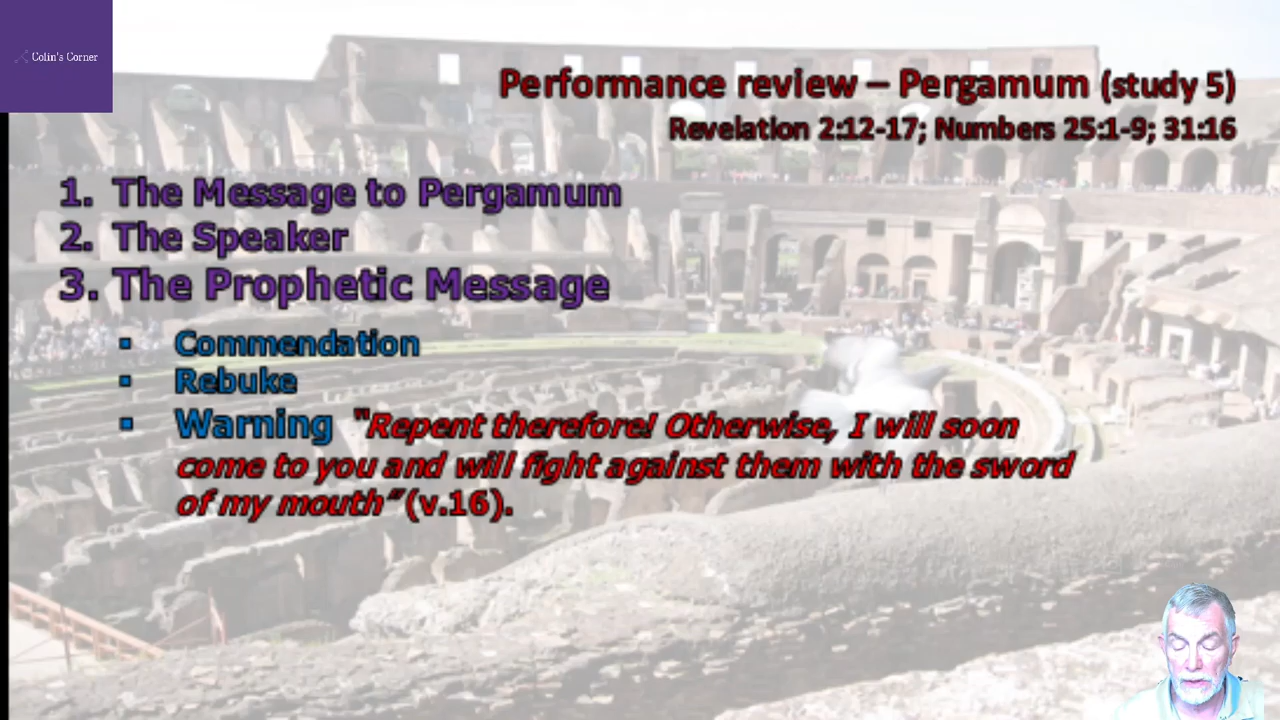 Colin's Corner
Performance review – Pergamum (study 5)
Revelation 2:12-17; Numbers 25:1-9; 31:16
1. The Message to Pergamum
2. The Speaker
3. The Prophetic Message
▪ Commendation
▪ Rebuke
▪ Warning "Repent therefore! Otherwise, I will soon
come to you and will fight against them with the sword
of my mouth” (v.16).